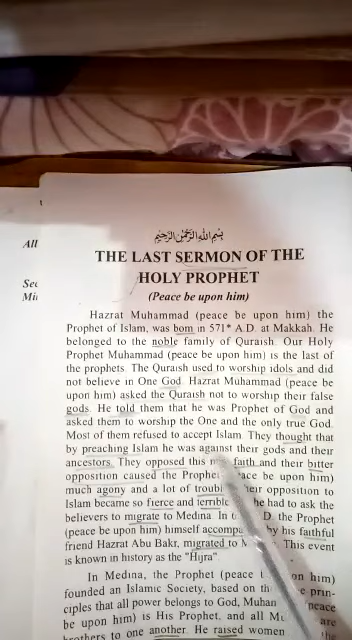 بِسْمِ اللهِ الرَّحْمٰنِ الرَّحِيْمِ
THE LAST SERMON OF THE
HOLY PROPHET
(Peace be upon him)
All
Sec
Hazrat Muhammad (peace be upon him) the
Prophet of Islam, was born in 571* A.D. at Makkah. He
belonged to the noble family of Quraish. Our Holy
Prophet Muhammad (peace be upon him) is the last of
the prophets. The Quraish used to worship idols and did
not believe in One God. Hazrat Muhammad (peace be
upon him) asked the Quraish not to worship their false
gods. He told them that he was Prophet of God and
asked them to worship the One and the only true God.
Most of them refused to accept Islam. They thought that
by preaching Islam he was against their gods and their
ancestors. They opposed this faith and their bitter
opposition caused the Prophet be upon him)
much agony and a lot of opposition to
Islam became so fierce and terrible he had to ask the
believers to migrate to Medina. In D. the Prophet
(peace be upon him) himself by his faithful
friend Hazrat Abu Bakr, migrated to This event
is known in history as the "Hijra"
In Medina, the Prophet (peace on him)
founded an Islamic Society, based on prin-
ciples that all power belongs to God, peace
be upon him) is His Prophet, and all
brothers to one another. He raised women